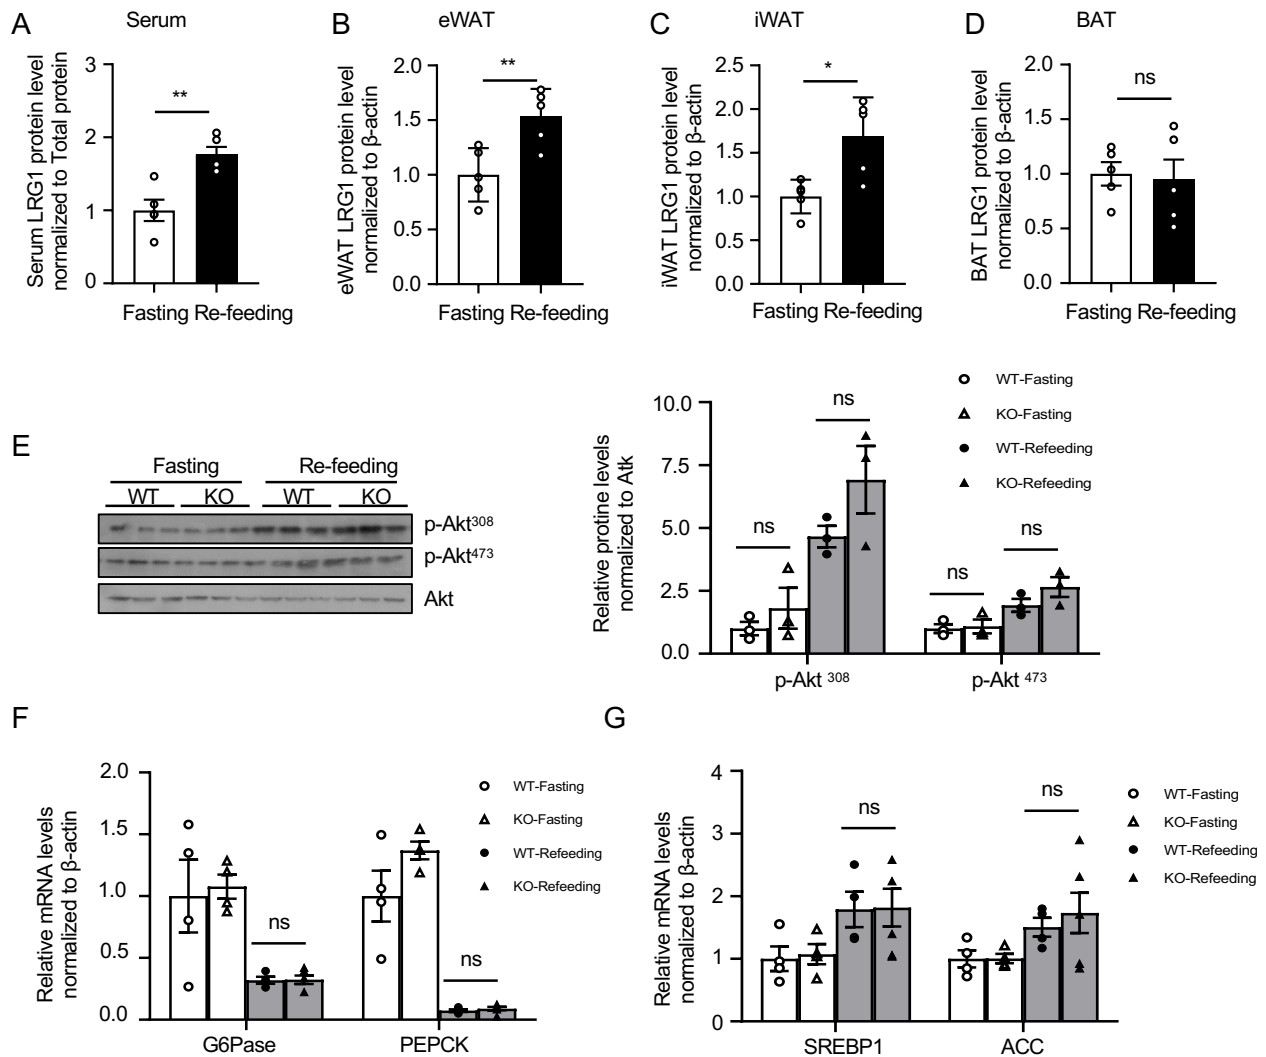 A
Serum
Serum LRG1 protein level
normalized to Total protein
3
2
1
0
**
Fasting Re-feeding
B
eWAT
eWAT LRG1 protein level
normalized to β-actin
2.0
1.5
1.0
0.5
0.0
**
Fasting Re-feeding
C
iWAT
iWAT LRG1 protein level
normalized to β-actin
2.5
2.0
1.5
1.0
0.5
0.0
*
Fasting Re-feeding
D
BAT
BAT LRG1 protein level
normalized to β-actin
2.0
1.5
1.0
0.5
0.0
ns
Fasting Re-feeding
E
Fasting Re-feeding
WT KO WT KO
p-Akt308
p-Akt473
Akt
Relative protine levels
normalized to Atk
10.0
7.5
5.0
2.5
0.0
ns
ns
ns
ns
p-Akt 308
p-Akt 473
WT-Fasting
KO-Fasting
WT-Refeeding
KO-Refeeding
F
Relative mRNA levels
normalized to β-actin
2.0
1.5
1.0
0.5
0.0
ns
ns
G6Pase
PEPCK
WT-Fasting
KO-Fasting
WT-Refeeding
KO-Refeeding
G
Relative mRNA levels
normalized to β-actin
4
3
2
1
0
ns
ns
SREBP1
ACC
WT-Fasting
KO-Fasting
WT-Refeeding
KO-Refeeding